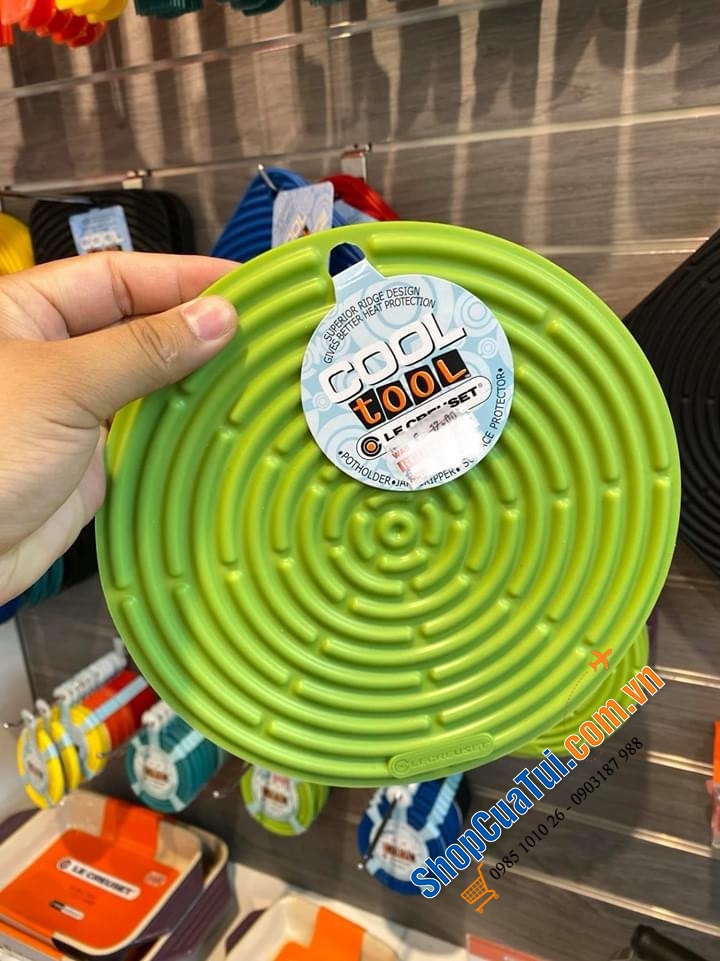 SUPERIOR RIDGE DESIGN
GIVES BETTER HEAT PROTECTION
COOL
tOOL
LE CREUSET®
•POTHOLDER•JAR GRIPPER• SURFACE PROTECTOR•
LE CREUSET
COOL
LE CREUSET
ShopCuaTui.com.vn
0985 1010 26 - 0903187 988